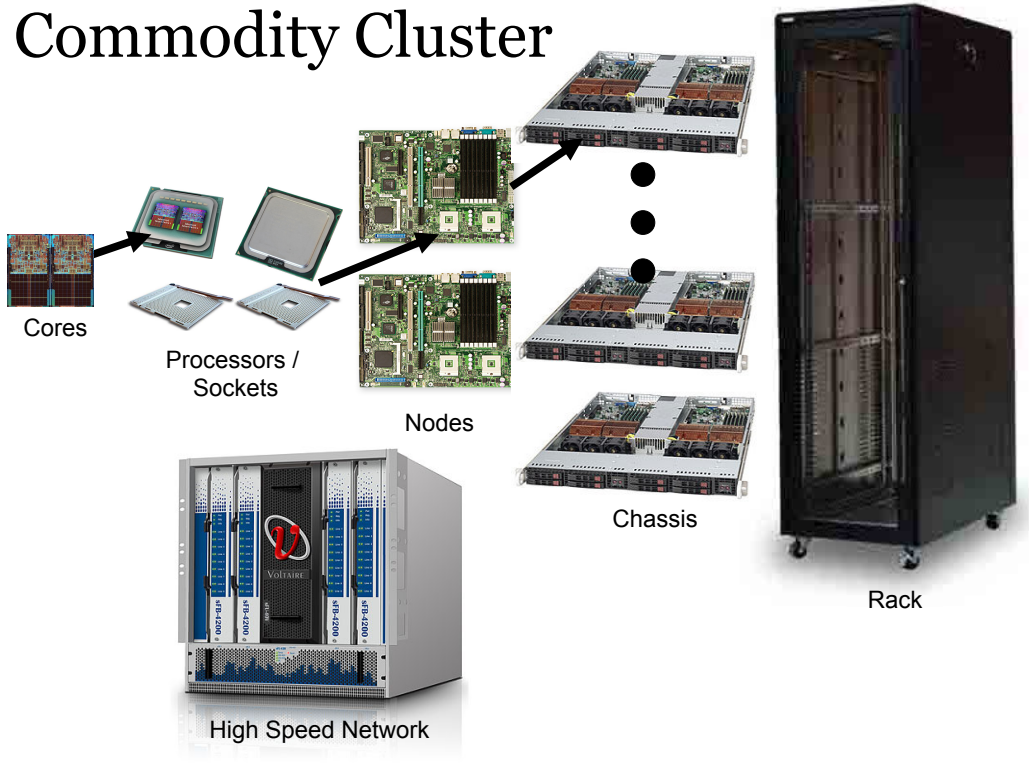 Commodity Cluster
Cores
Processors /
Sockets
Nodes
Chassis
Rack
VOLTAIRE
sFB-4200
sFB-4200
sFB-4200
sFB-4200
High Speed Network